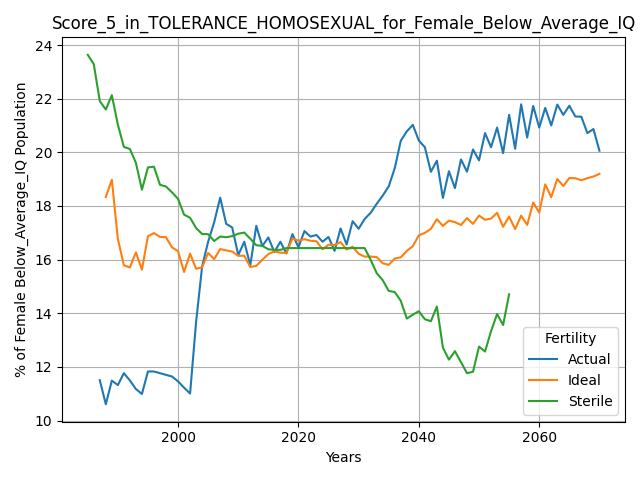 Score_5_in_TOLERANCE_HOMOSEXUAL_for_Female_Below_Average_IQ
% of Female Below_Average_IQ Population
24
22
20
18
16
14
12
10
2000 2020 2040 2060
Years
Fertility
Actual
Ideal
Sterile